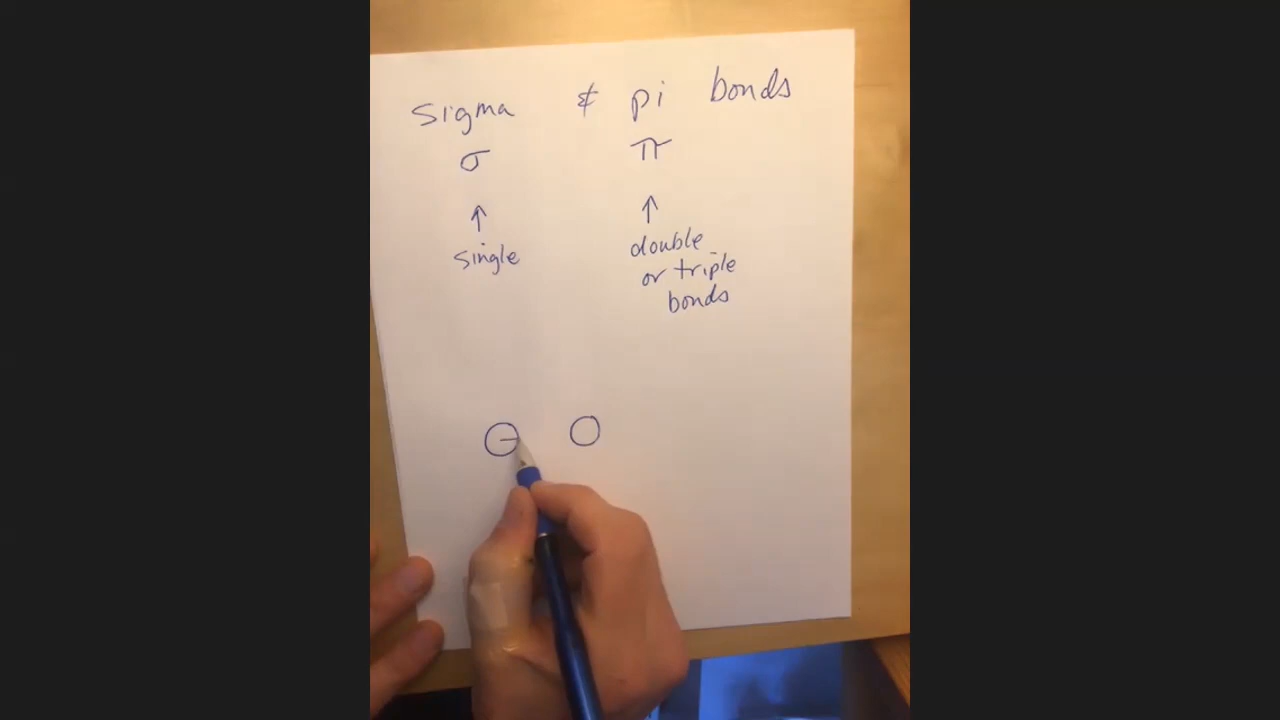 sigma & pi bonds
σ π
↑ ↑
single double
or triple
bonds